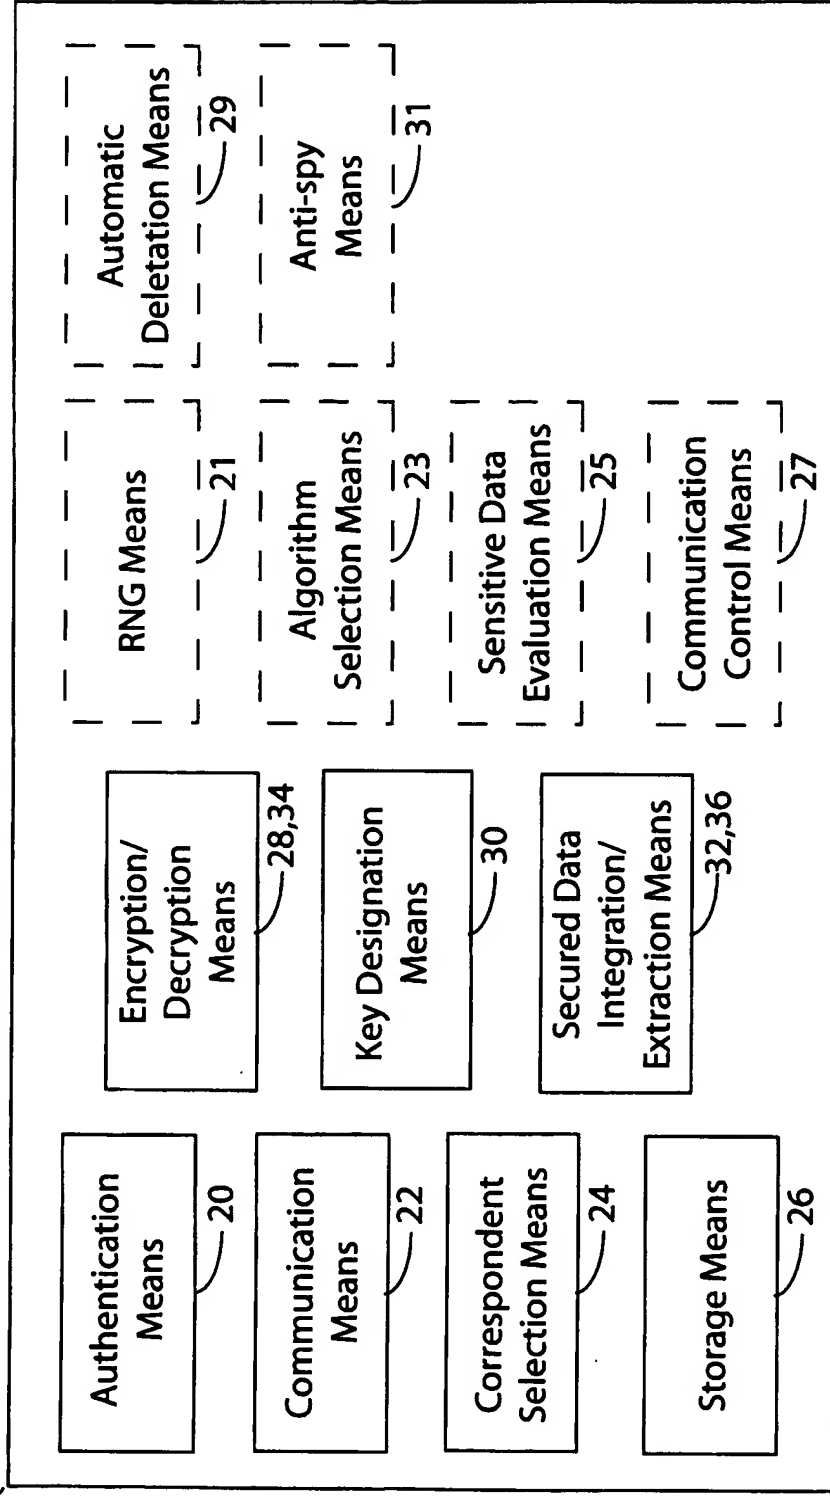 Authentication
Means
20
Communication
Means
22
Correspondent
Selection Means
24
Storage Means
26
Encryption/
Decryption
Means
28,34
Key Designation
Means
30
Secured Data
Integration/
Extraction Means
32,36
RNG Means
21
Algorithm
Selection Means
23
Sensitive Data
Evaluation Means
25
Communication
Control Means
27
Automatic
Deletation Means
29
Anti-spy
Means
31